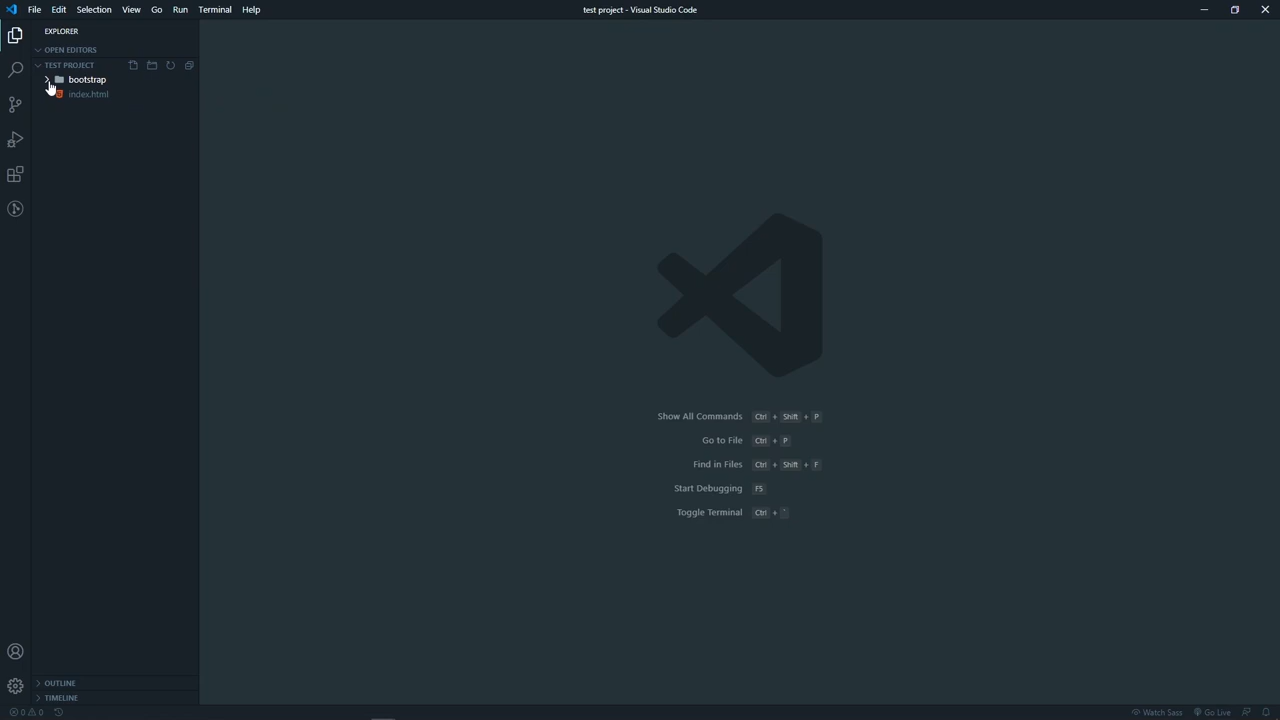 File Edit Selection View Go Run Terminal Help
test project - Visual Studio Code
EXPLORER
OPEN EDITORS
TEST PROJECT
bootstrap
index.html
Show All Commands Ctrl + Shift + P
Go to File Ctrl + P
Find in Files Ctrl + Shift + F
Start Debugging F5
Toggle Terminal Ctrl + `
OUTLINE
TIMELINE
0 0
Watch Sass Go Live